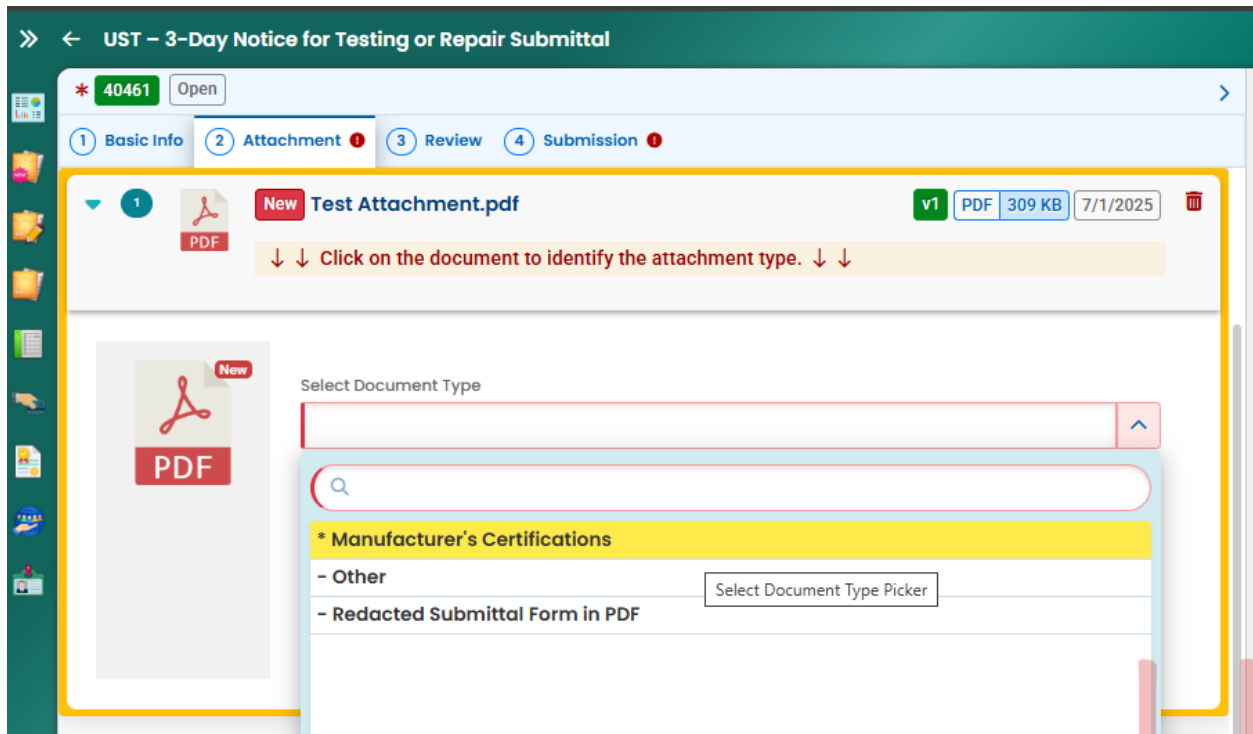 UST – 3-Day Notice for Testing or Repair Submittal
* 40461 Open
1 Basic Info 2 Attachment ! 3 Review 4 Submission !
1 PDF New Test Attachment.pdf v1 PDF 309 KB 7/1/2025
↓ ↓ Click on the document to identify the attachment type. ↓ ↓
New
PDF
Select Document Type
* Manufacturer's Certifications
- Other
Select Document Type Picker
- Redacted Submittal Form in PDF